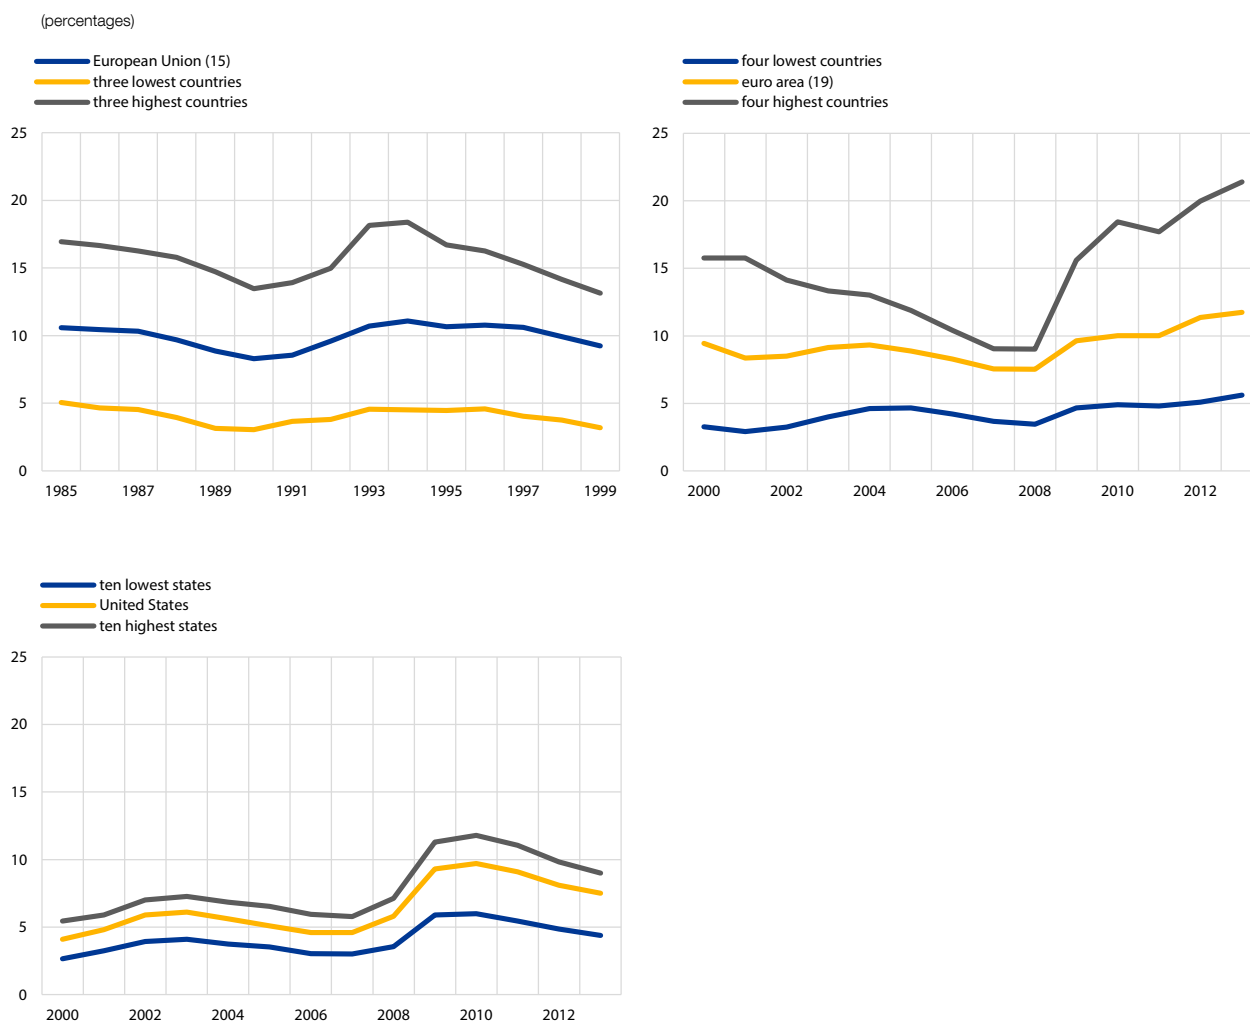 (percentages)
European Union (15)
three lowest countries
three highest countries
25
20
15
10
5
0
1985 1987 1989 1991 1993 1995 1997 1999
four lowest countries
euro area (19)
four highest countries
25
20
15
10
5
0
2000 2002 2004 2006 2008 2010 2012
ten lowest states
United States
ten highest states
25
20
15
10
5
0
2000 2002 2004 2006 2008 2010 2012